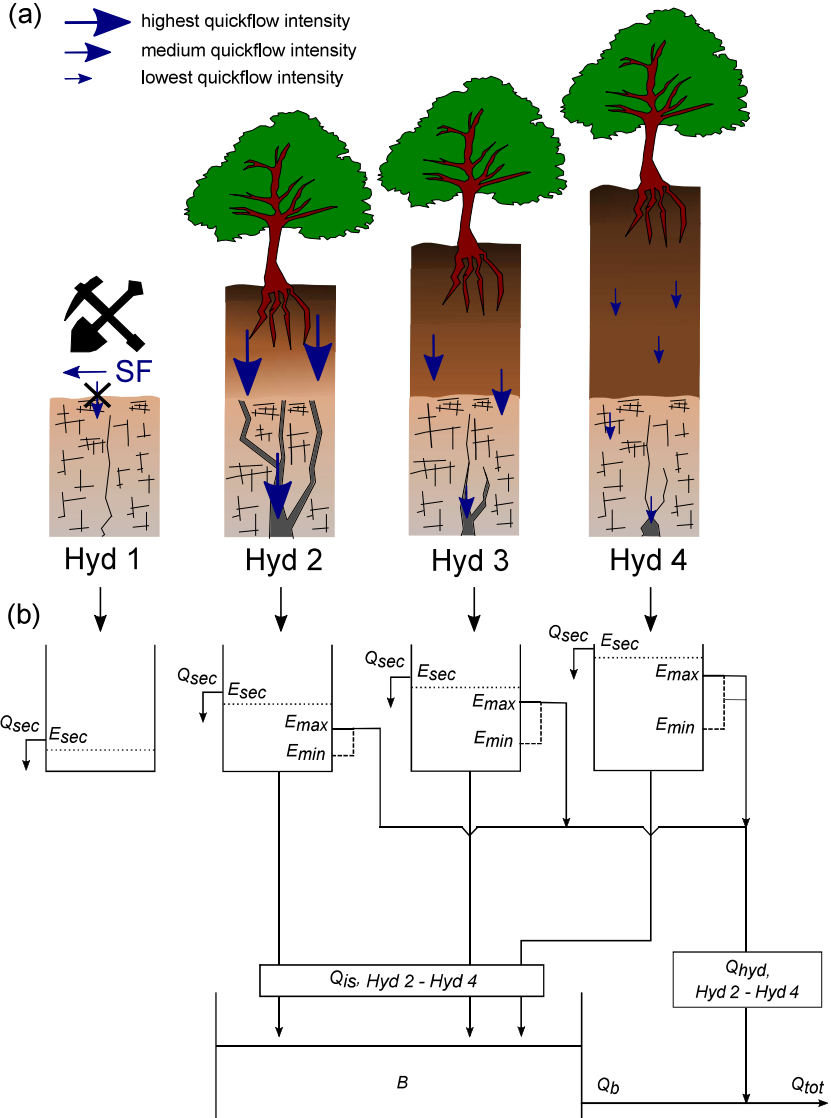 (a)
highest quickflow intensity
medium quickflow intensity
lowest quickflow intensity
SF
Hyd 1
Hyd 2
Hyd 3
Hyd 4
(b)
Qsec
Esec
Qsec
Esec
Emax
Emin
Qsec
Esec
Emax
Emin
Qsec
Esec
Emax
Emin
Qis, Hyd 2 - Hyd 4
Qhyd,
Hyd 2 - Hyd 4
B
Qb
Qtot